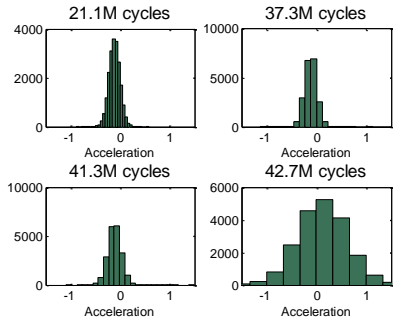 21.1M cycles
4000
2000
0
-1 0 1
Acceleration
37.3M cycles
10000
5000
0
-1 0 1
Acceleration
41.3M cycles
10000
5000
0
-1 0 1
Acceleration
42.7M cycles
6000
4000
2000
0
-1 0 1
Acceleration